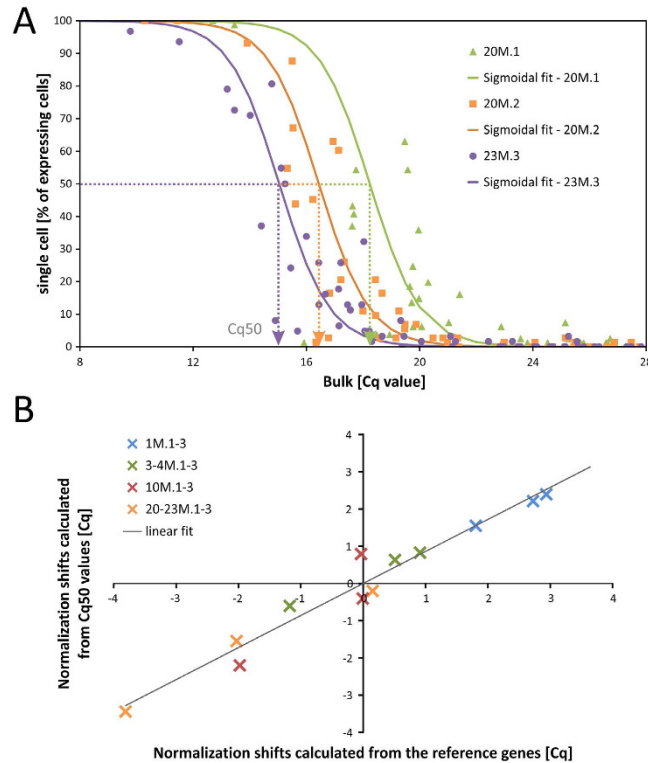 A
100
90
80
70
60
50
40
30
20
10
0
single cell [% of expressing cells]
20M.1
Sigmoidal fit - 20M.1
20M.2
Sigmoidal fit - 20M.2
23M.3
Sigmoidal fit - 23M.3
Cq50
8 12 16 20 24 28
Bulk [Cq value]
B
1M.1-3
3-4M.1-3
10M.1-3
20-23M.1-3
linear fit
4
3
2
1
0
-1
-2
-3
-4
-4 -3 -2 -1 0 1 2 3 4
Normalization shifts calculated
from Cq50 values [Cq]
Normalization shifts calculated from the reference genes [Cq]